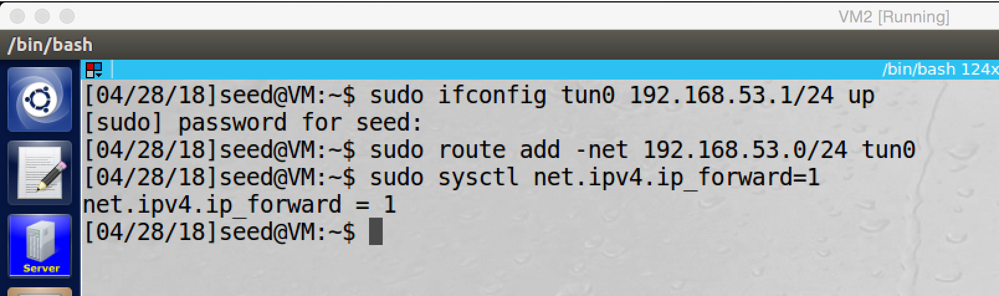 VM2 [Running]
/bin/bash
/bin/bash 124x
[04/28/18]seed@VM:~$ sudo ifconfig tun0 192.168.53.1/24 up
[sudo] password for seed:
[04/28/18]seed@VM:~$ sudo route add -net 192.168.53.0/24 tun0
[04/28/18]seed@VM:~$ sudo sysctl net.ipv4.ip_forward=1
net.ipv4.ip_forward = 1
[04/28/18]seed@VM:~$
Server